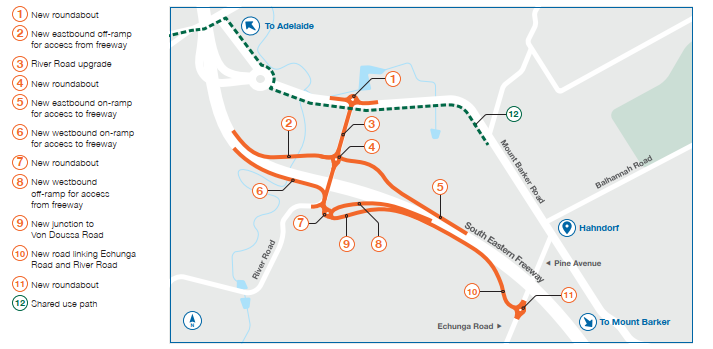 1 New roundabout
2 New eastbound off-ramp
for access from freeway
3 River Road upgrade
4 New roundabout
5 New eastbound on-ramp
for access to freeway
6 New westbound on-ramp
for access to freeway
7 New roundabout
8 New westbound
off-ramp for access
from freeway
9 New junction to
Von Doussa Road
10 New road linking Echunga
Road and River Road
11 New roundabout
12 Shared use path
To Adelaide
1
12
2
3
4
Mount Barker Road
Balhannah Road
6
5
7
9
8
South Eastern Freeway
Hahndorf
River Road
Pine Avenue
10
11
N
Echunga Road
To Mount Barker